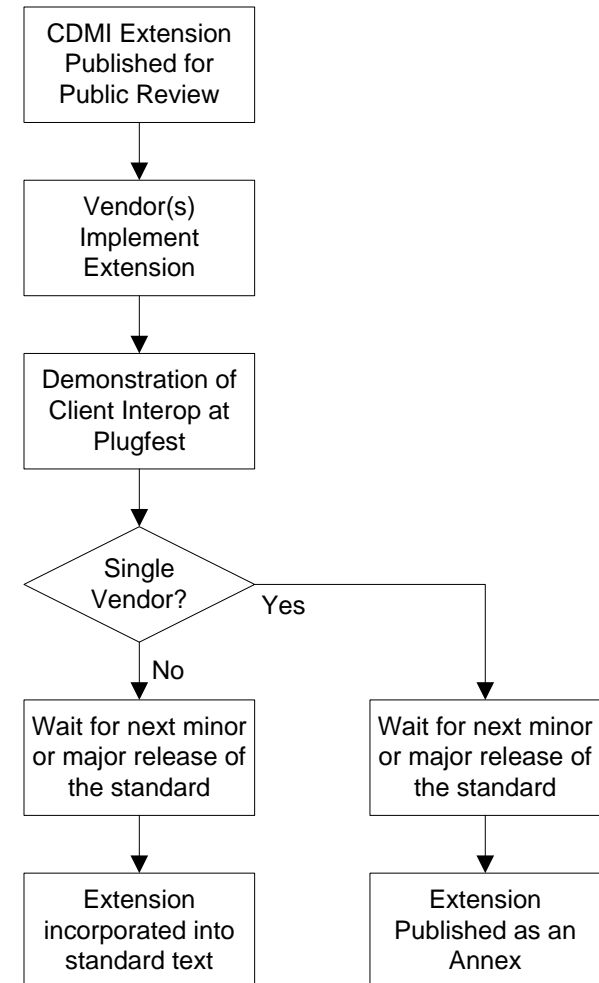 CDMI Extension
Published for
Public Review
Vendor(s)
Implement
Extension
Demonstration of
Client Interop at
Plugfest
Single
Vendor?
Yes
No
Wait for next minor
or major release of
the standard
Wait for next minor
or major release of
the standard
Extension
incorporated into
standard text
Extension
Published as an
Annex